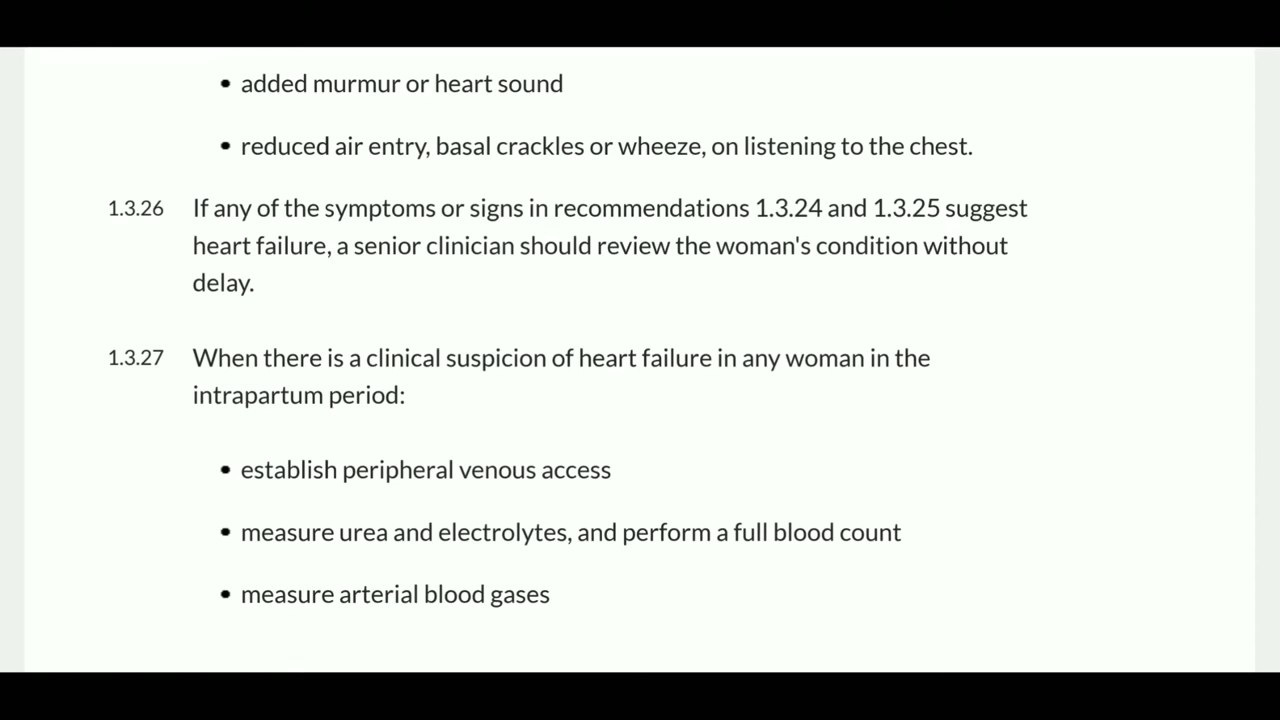 • added murmur or heart sound
• reduced air entry, basal crackles or wheeze, on listening to the chest.
1.3.26 If any of the symptoms or signs in recommendations 1.3.24 and 1.3.25 suggest
heart failure, a senior clinician should review the woman's condition without
delay.
1.3.27 When there is a clinical suspicion of heart failure in any woman in the
intrapartum period:
• establish peripheral venous access
• measure urea and electrolytes, and perform a full blood count
• measure arterial blood gases